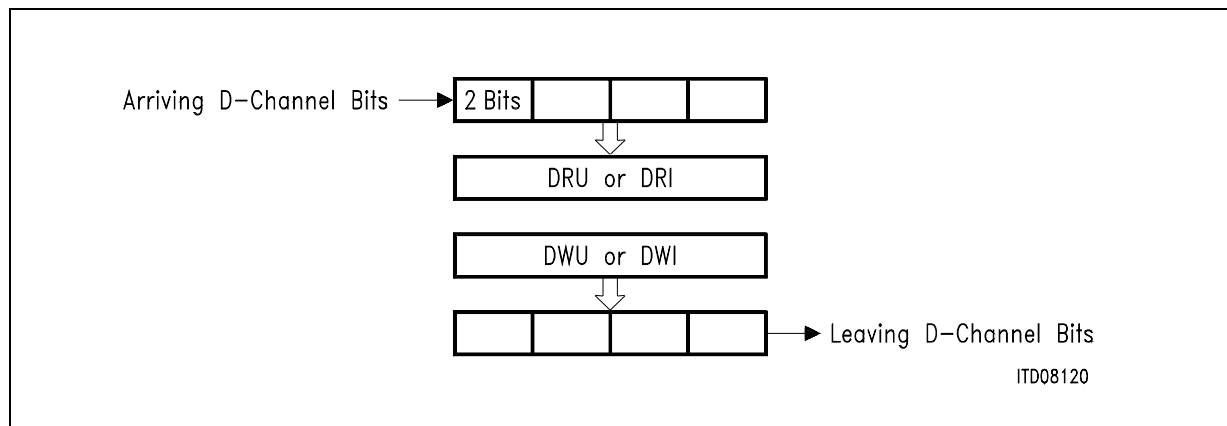 Arriving D-Channel Bits
2 Bits
DRU or DRI
DWU or DWI
Leaving D-Channel Bits
ITD08120